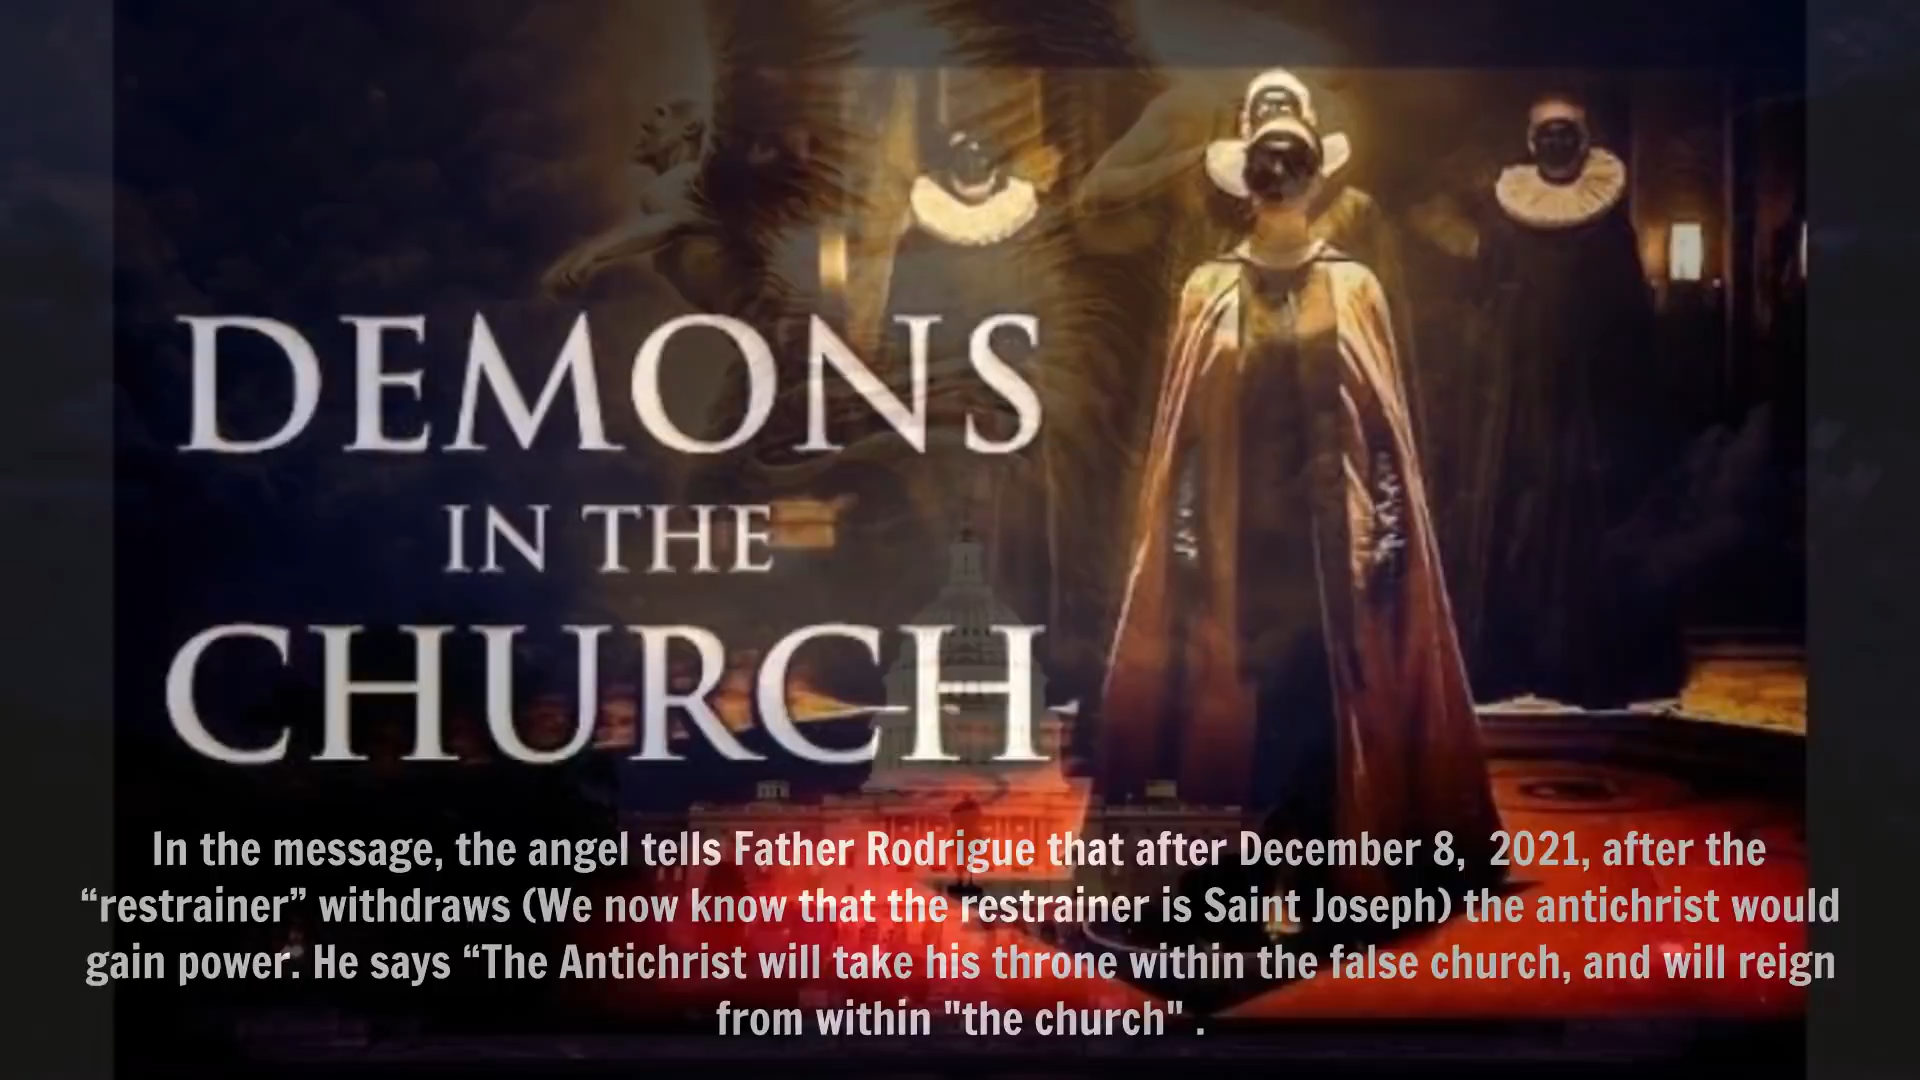 DEMONS
IN THE
CHURCH
In the message, the angel tells Father Rodrigue that after December 8,  2021, after the
“restrainer” withdraws (We now know that the restrainer is Saint Joseph) the antichrist would
gain power. He says “The Antichrist will take his throne within the false church, and will reign
from within "the church" .